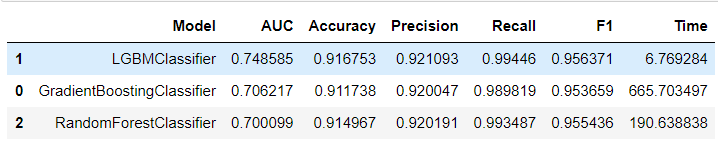 Model AUC Accuracy Precision Recall F1 Time
1 LGBMClassifier 0.748585 0.916753 0.921093 0.99446 0.956371 6.769284
0 GradientBoostingClassifier 0.706217 0.911738 0.920047 0.989819 0.953659 665.703497
2 RandomForestClassifier 0.700099 0.914967 0.920191 0.993487 0.955436 190.638838